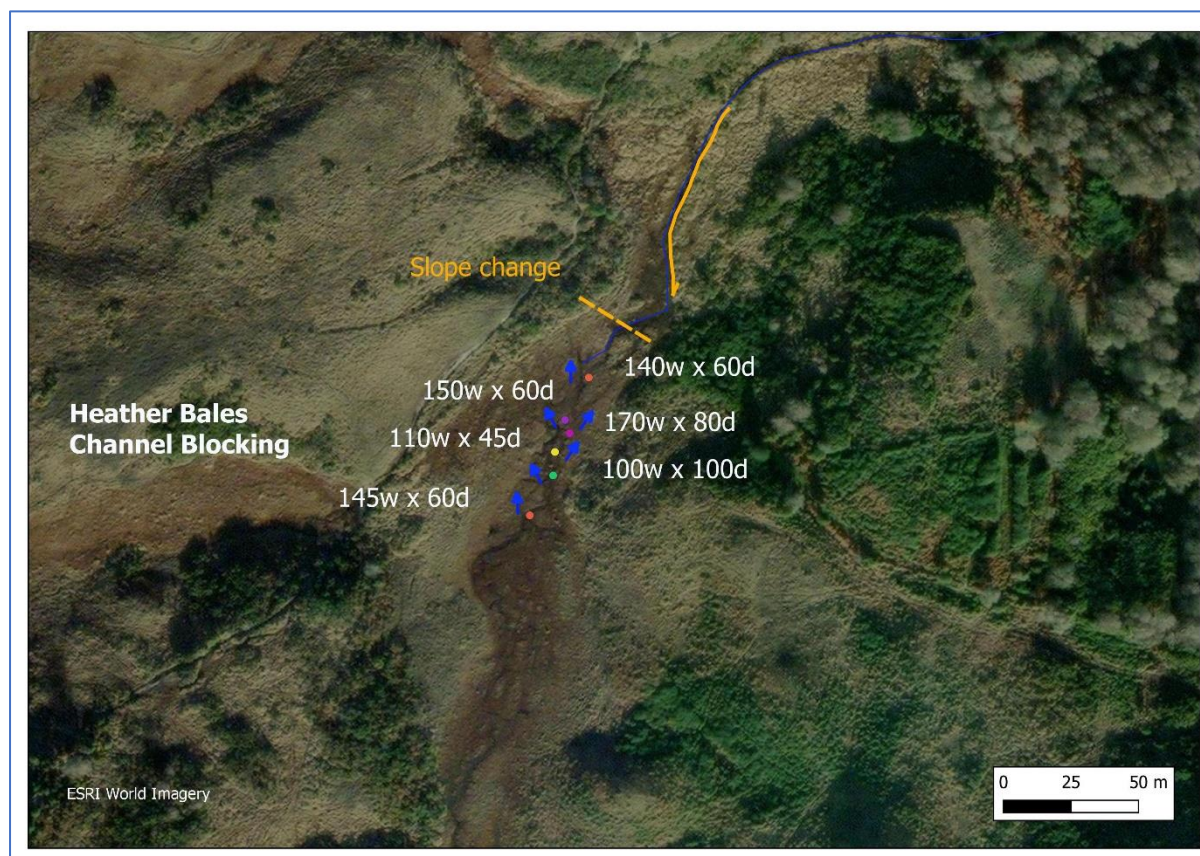 Slope change
140w x 60d
150w x 60d
Heather Bales
Channel Blocking
170w x 80d
110w x 45d
100w x 100d
145w x 60d
ESRI World Imagery
0 25 50 m